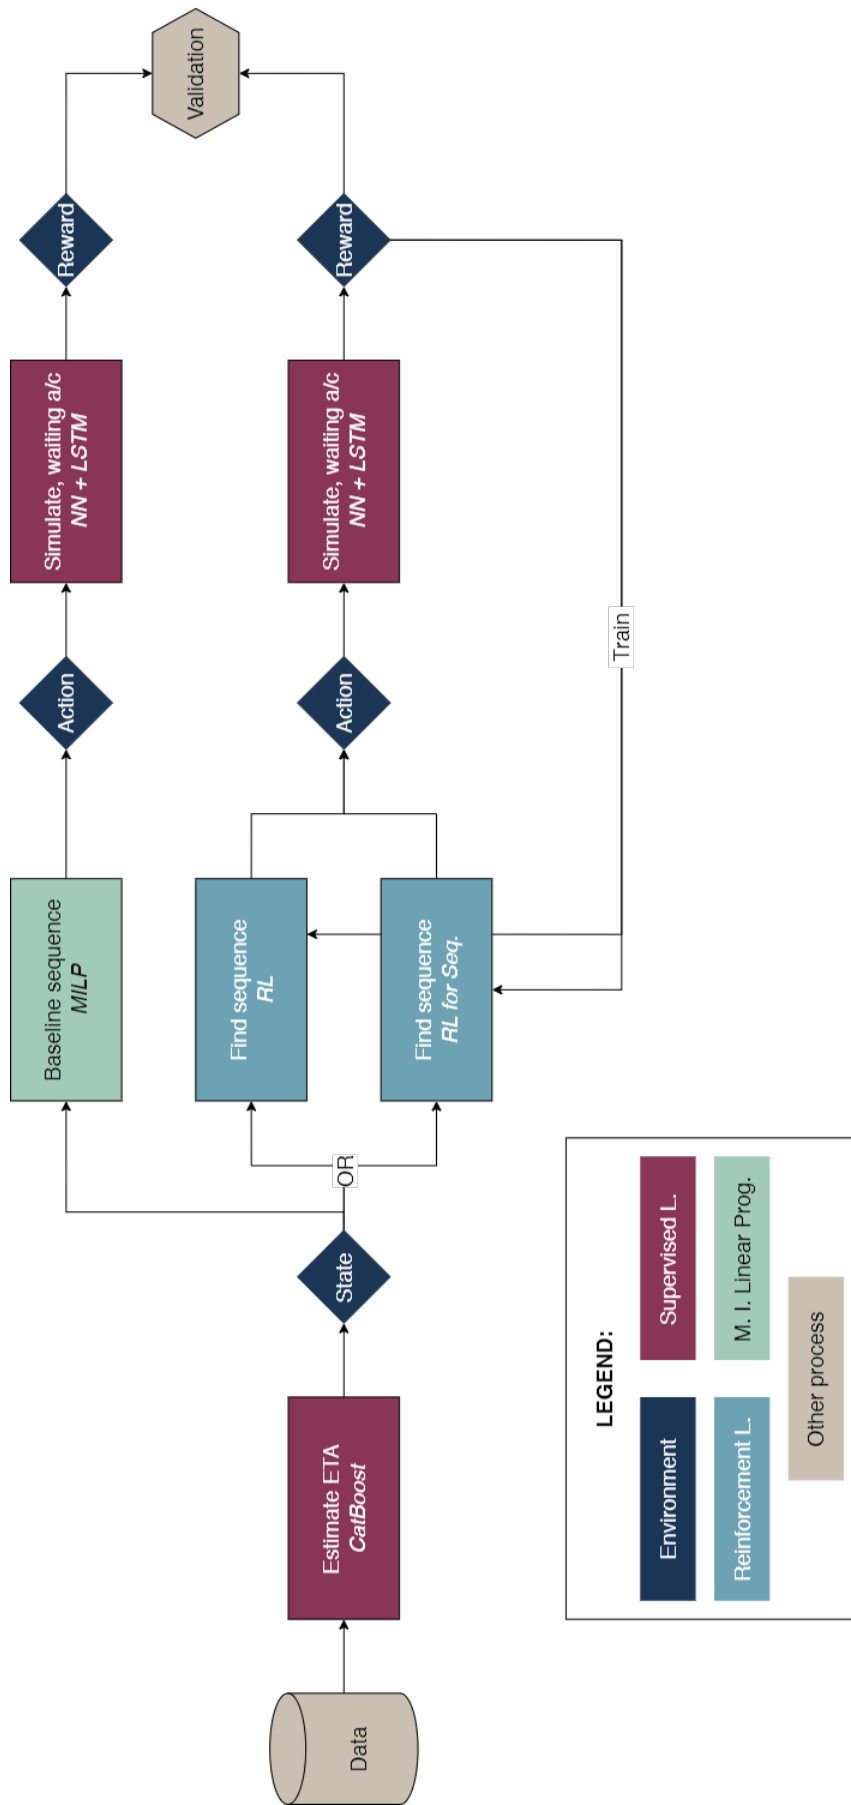 Data
Estimate ETA
CatBoost
State
OR
Baseline sequence
MILP
Find sequence
RL
Find sequence
RL for Seq.
Action
Action
Simulate, waiting a/c
NN + LSTM
Simulate, waiting a/c
NN + LSTM
Reward
Reward
Validation
Train
LEGEND:
Environment
Supervised L.
Reinforcement L.
M. I. Linear Prog.
Other process